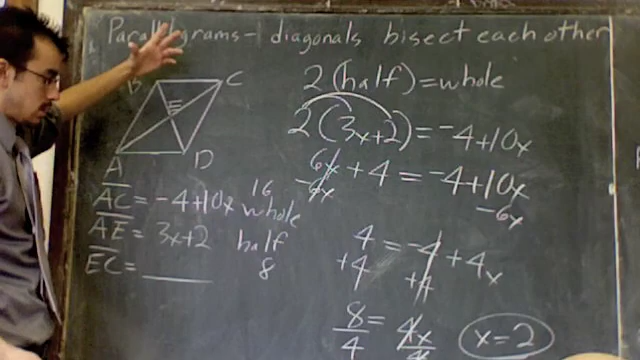 Parallelograms - diagonals bisect each other
B C
E
A D
AC = -4+10x 16 whole
AE = 3x+2 half
EC = ____ 8
2(half) = whole
2(3x+2) = -4+10x
6x + 4 = -4+10x
-6x -6x
4 = -4 + 4x
+4 +4
8 = 4x x=2
4 4